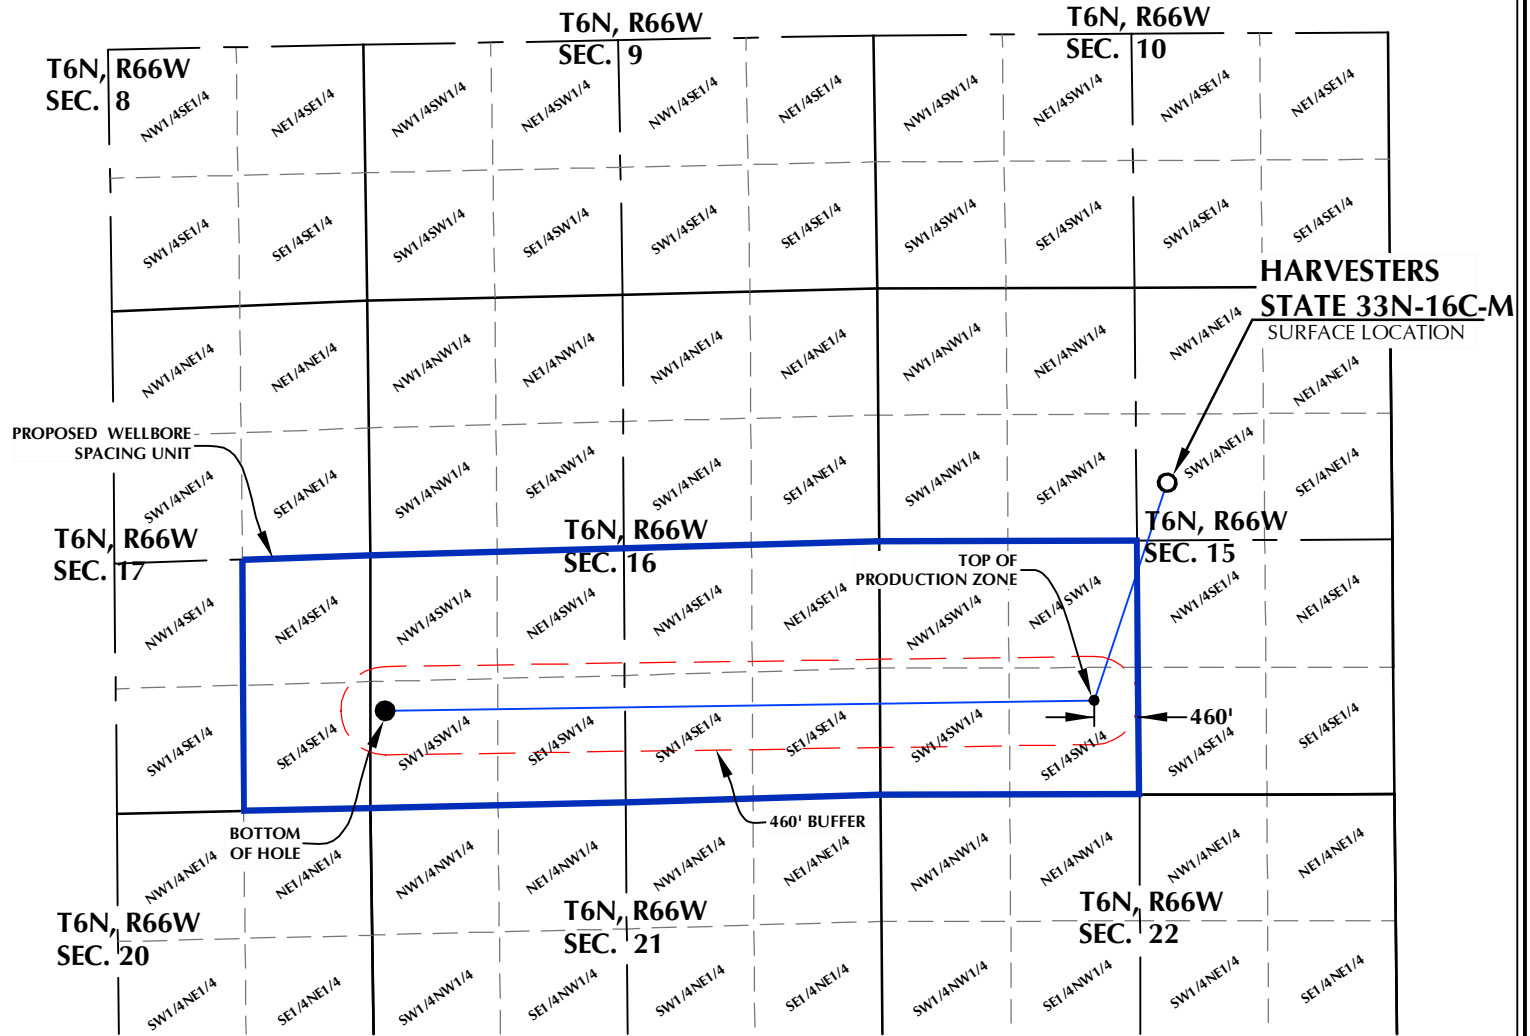 T6N, R66W
SEC. 8
T6N, R66W
SEC. 9
T6N, R66W
SEC. 10
NW1/4SE1/4
NE1/4SE1/4
NW1/4SW1/4
NE1/4SW1/4
NW1/4SE1/4
NE1/4SE1/4
NW1/4SW1/4
NE1/4SW1/4
NW1/4SE1/4
NE1/4SE1/4
SW1/4SE1/4
SE1/4SE1/4
SW1/4SW1/4
SE1/4SW1/4
SW1/4SE1/4
SE1/4SE1/4
SW1/4SW1/4
SE1/4SW1/4
SW1/4SE1/4
SE1/4SE1/4
HARVESTERS
STATE 33N-16C-M
SURFACE LOCATION
NW1/4NE1/4
NE1/4NE1/4
NW1/4NW1/4
NE1/4NW1/4
NW1/4NE1/4
NE1/4NE1/4
NW1/4NW1/4
NE1/4NW1/4
NW1/4NE1/4
NE1/4NE1/4
PROPOSED WELLBORE
SPACING UNIT
SW1/4NE1/4
SE1/4NE1/4
SW1/4NW1/4
SE1/4NW1/4
SW1/4NE1/4
SE1/4NE1/4
SW1/4NW1/4
SE1/4NW1/4
SW1/4NE1/4
SE1/4NE1/4
T6N, R66W
SEC. 17
T6N, R66W
SEC. 16
T6N, R66W
SEC. 15
TOP OF
PRODUCTION ZONE
NW1/4SE1/4
NE1/4SE1/4
NW1/4SW1/4
NE1/4SW1/4
NW1/4SE1/4
NE1/4SE1/4
NW1/4SW1/4
NE1/4SW1/4
NW1/4SE1/4
NE1/4SE1/4
460'
SW1/4SE1/4
SE1/4SE1/4
SW1/4SW1/4
SE1/4SW1/4
SW1/4SE1/4
SE1/4SE1/4
SW1/4SW1/4
SE1/4SW1/4
SW1/4SE1/4
SE1/4SE1/4
BOTTOM
OF HOLE
460' BUFFER
NW1/4NE1/4
NE1/4NE1/4
NW1/4NW1/4
NE1/4NW1/4
NW1/4NE1/4
NE1/4NE1/4
NW1/4NW1/4
NE1/4NW1/4
NW1/4NE1/4
NE1/4NE1/4
T6N, R66W
SEC. 20
T6N, R66W
SEC. 21
T6N, R66W
SEC. 22
SW1/4NE1/4
SE1/4NE1/4
SW1/4NW1/4
SE1/4NW1/4
SW1/4NE1/4
SE1/4NE1/4
SW1/4NW1/4
SE1/4NW1/4
SW1/4NE1/4
SE1/4NE1/4